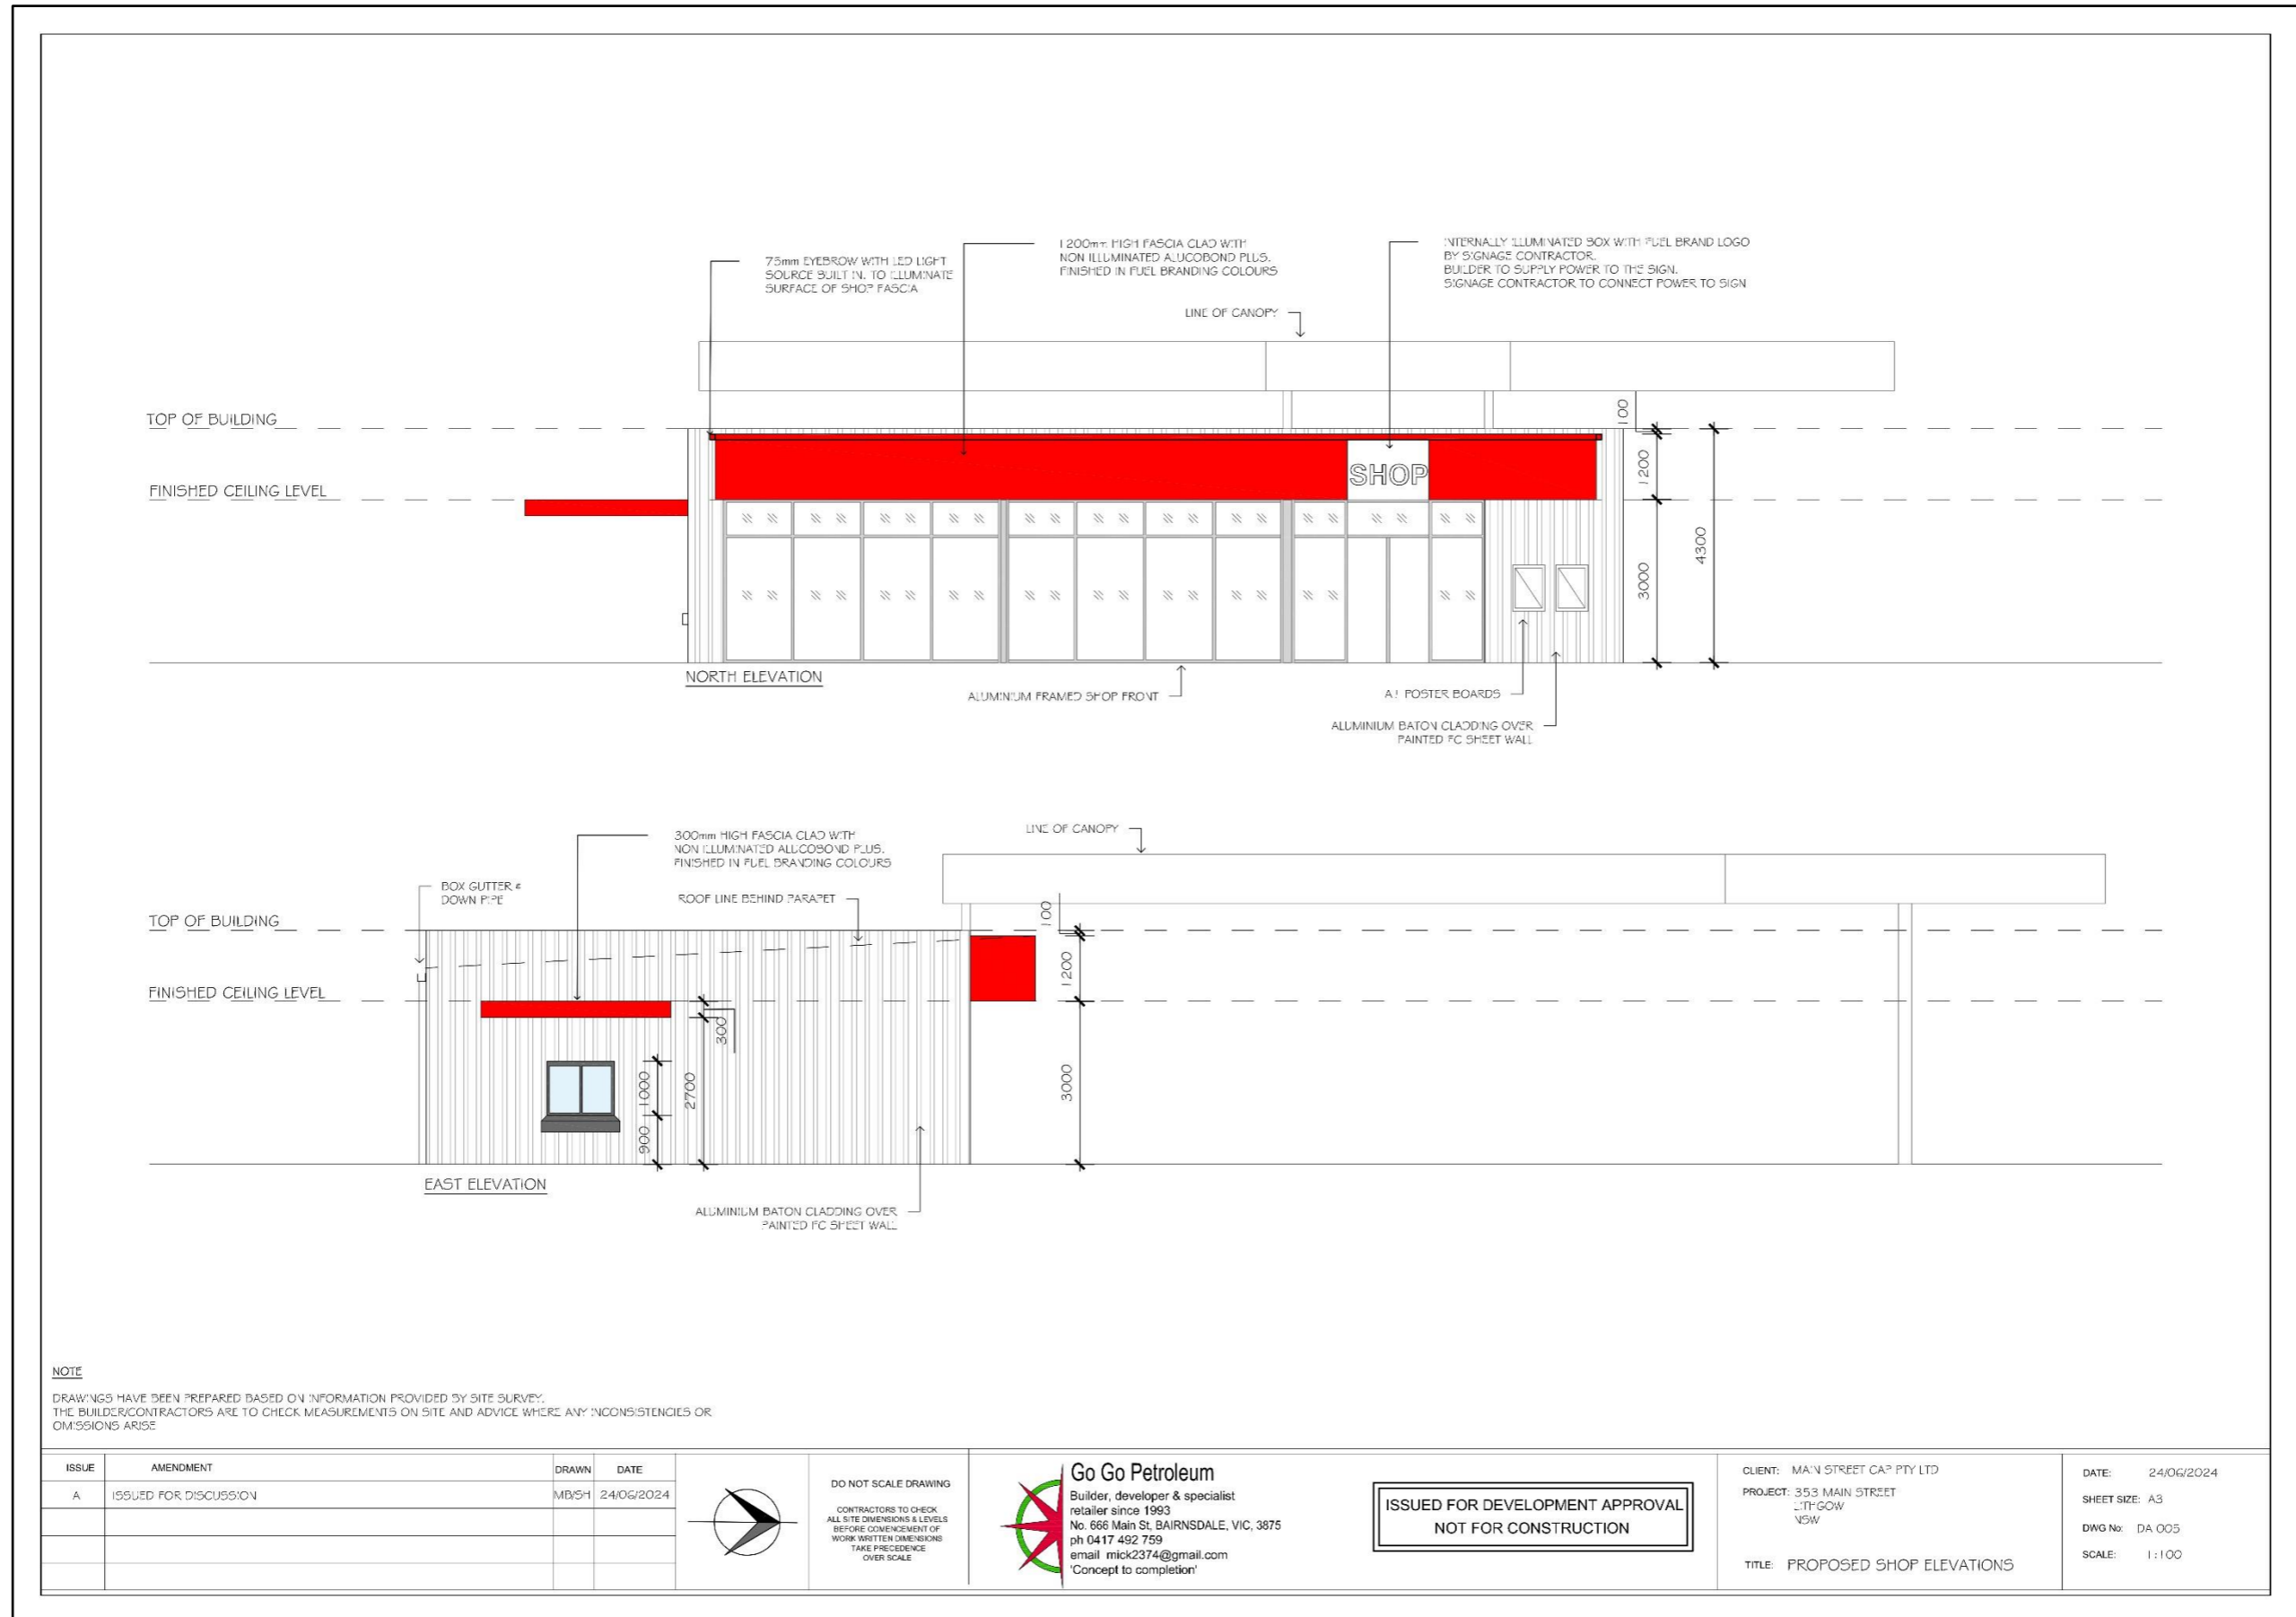 75mm EYEBROW WITH LED LIGHT
SOURCE BUILT IN. TO ILLUMINATE
SURFACE OF SHOP FASCIA
1200mm HIGH FASCIA CLAD WITH
NON ILLUMINATED ALUCOBOND PLUS.
FINISHED IN FUEL BRANDING COLOURS
INTERNALLY ILLUMINATED BOX WITH FUEL BRAND LOGO
BY SIGNAGE CONTRACTOR.
BUILDER TO SUPPLY POWER TO THE SIGN.
SIGNAGE CONTRACTOR TO CONNECT POWER TO SIGN
LINE OF CANOPY
TOP OF BUILDING
FINISHED CEILING LEVEL
SHOP
100
1200
3000
4300
NORTH ELEVATION
ALUMINIUM FRAMED SHOP FRONT
A1 POSTER BOARDS
ALUMINIUM BATON CLADDING OVER
PAINTED FC SHEET WALL
300mm HIGH FASCIA CLAD WITH
NON ILLUMINATED ALUCOBOND PLUS.
FINISHED IN FUEL BRANDING COLOURS
LINE OF CANOPY
BOX GUTTER &
DOWN PIPE
ROOF LINE BEHIND PARAPET
TOP OF BUILDING
FINISHED CEILING LEVEL
100
1200
3000
300
2700
1000
900
EAST ELEVATION
ALUMINIUM BATON CLADDING OVER
PAINTED FC SHEET WALL
NOTE
DRAWINGS HAVE BEEN PREPARED BASED ON INFORMATION PROVIDED BY SITE SURVEY.
THE BUILDER/CONTRACTORS ARE TO CHECK MEASUREMENTS ON SITE AND ADVICE WHERE ANY INCONSISTENCIES OR
OMISSIONS ARISE
ISSUE AMENDMENT DRAWN DATE
A ISSUED FOR DISCUSSION MB/SH 24/06/2024
DO NOT SCALE DRAWING
CONTRACTORS TO CHECK
ALL SITE DIMENSIONS & LEVELS
BEFORE COMENCEMENT OF
WORK WRITTEN DIMENSIONS
TAKE PRECEDENCE
OVER SCALE
Go Go Petroleum
Builder, developer & specialist
retailer since 1993
No. 666 Main St, BAIRNSDALE, VIC, 3875
ph 0417 492 759
email mick2374@gmail.com
'Concept to completion'
ISSUED FOR DEVELOPMENT APPROVAL
NOT FOR CONSTRUCTION
CLIENT: MAIN STREET CAP PTY LTD
PROJECT: 353 MAIN STREET
LITHGOW
NSW
TITLE: PROPOSED SHOP ELEVATIONS
DATE: 24/06/2024
SHEET SIZE: A3
DWG No: DA 005
SCALE: 1:100